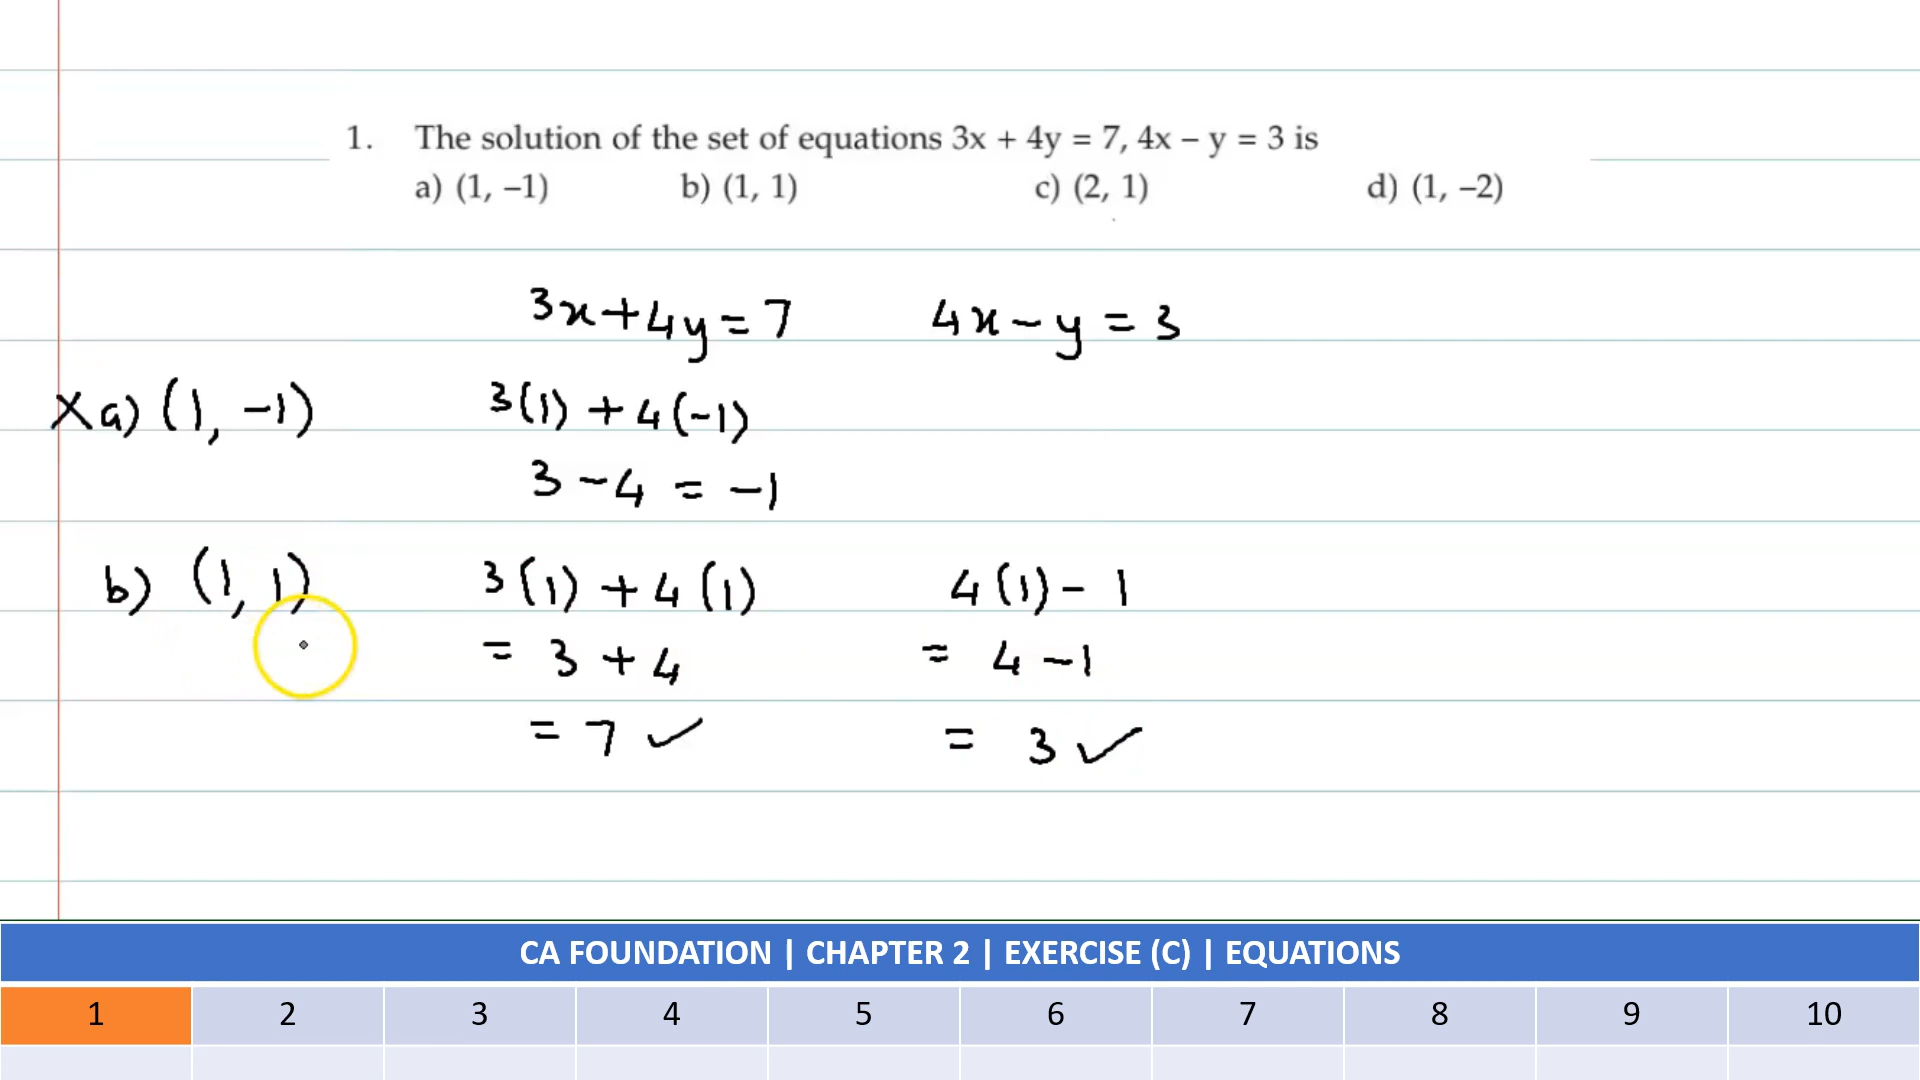 1. The solution of the set of equations 3x + 4y = 7, 4x – y = 3 is
a) (1, –1) b) (1, 1) c) (2, 1) d) (1, –2)
3x+4y=7 4x-y=3
X a) (1, -1) 3(1) + 4(-1)
3-4 = -1
b) (1, 1) 3(1) + 4(1) 4(1) - 1
= 3 + 4 = 4 - 1
= 7 ✓ = 3 ✓
CA FOUNDATION | CHAPTER 2 | EXERCISE (C) | EQUATIONS
1 2 3 4 5 6 7 8 9 10